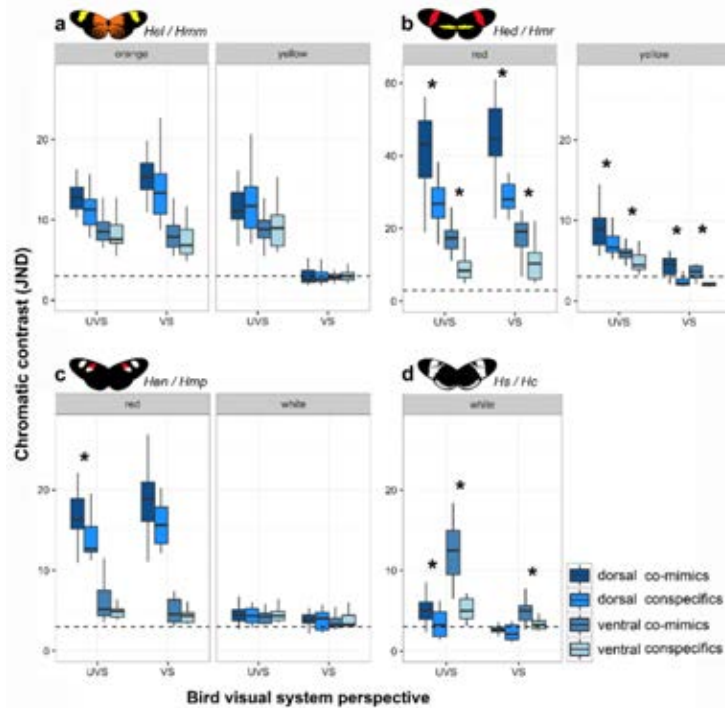 a Hel / Hmm
b Hed / Hmr
orange yellow red yellow
20
10
0
60
40
20
0
20
10
0
UVS VS UVS VS UVS VS UVS VS
* * * * * * * *
Chromatic contrast (JND)
c Hen / Hmp
d Hs / Hc
red white white
20
10
0
20
10
0
* * * *
UVS VS UVS VS UVS VS
dorsal co-mimics
dorsal conspecifics
ventral co-mimics
ventral conspecifics
Bird visual system perspective